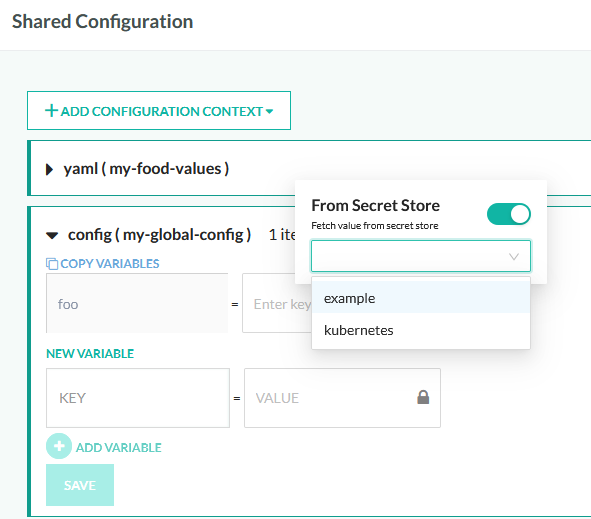 Shared Configuration
+ ADD CONFIGURATION CONTEXT
yaml ( my-food-values )
From Secret Store
Fetch value from secret store
config ( my-global-config ) 1 ite
COPY VARIABLES
foo = Enter key
example
kubernetes
NEW VARIABLE
KEY = VALUE
+ ADD VARIABLE
SAVE